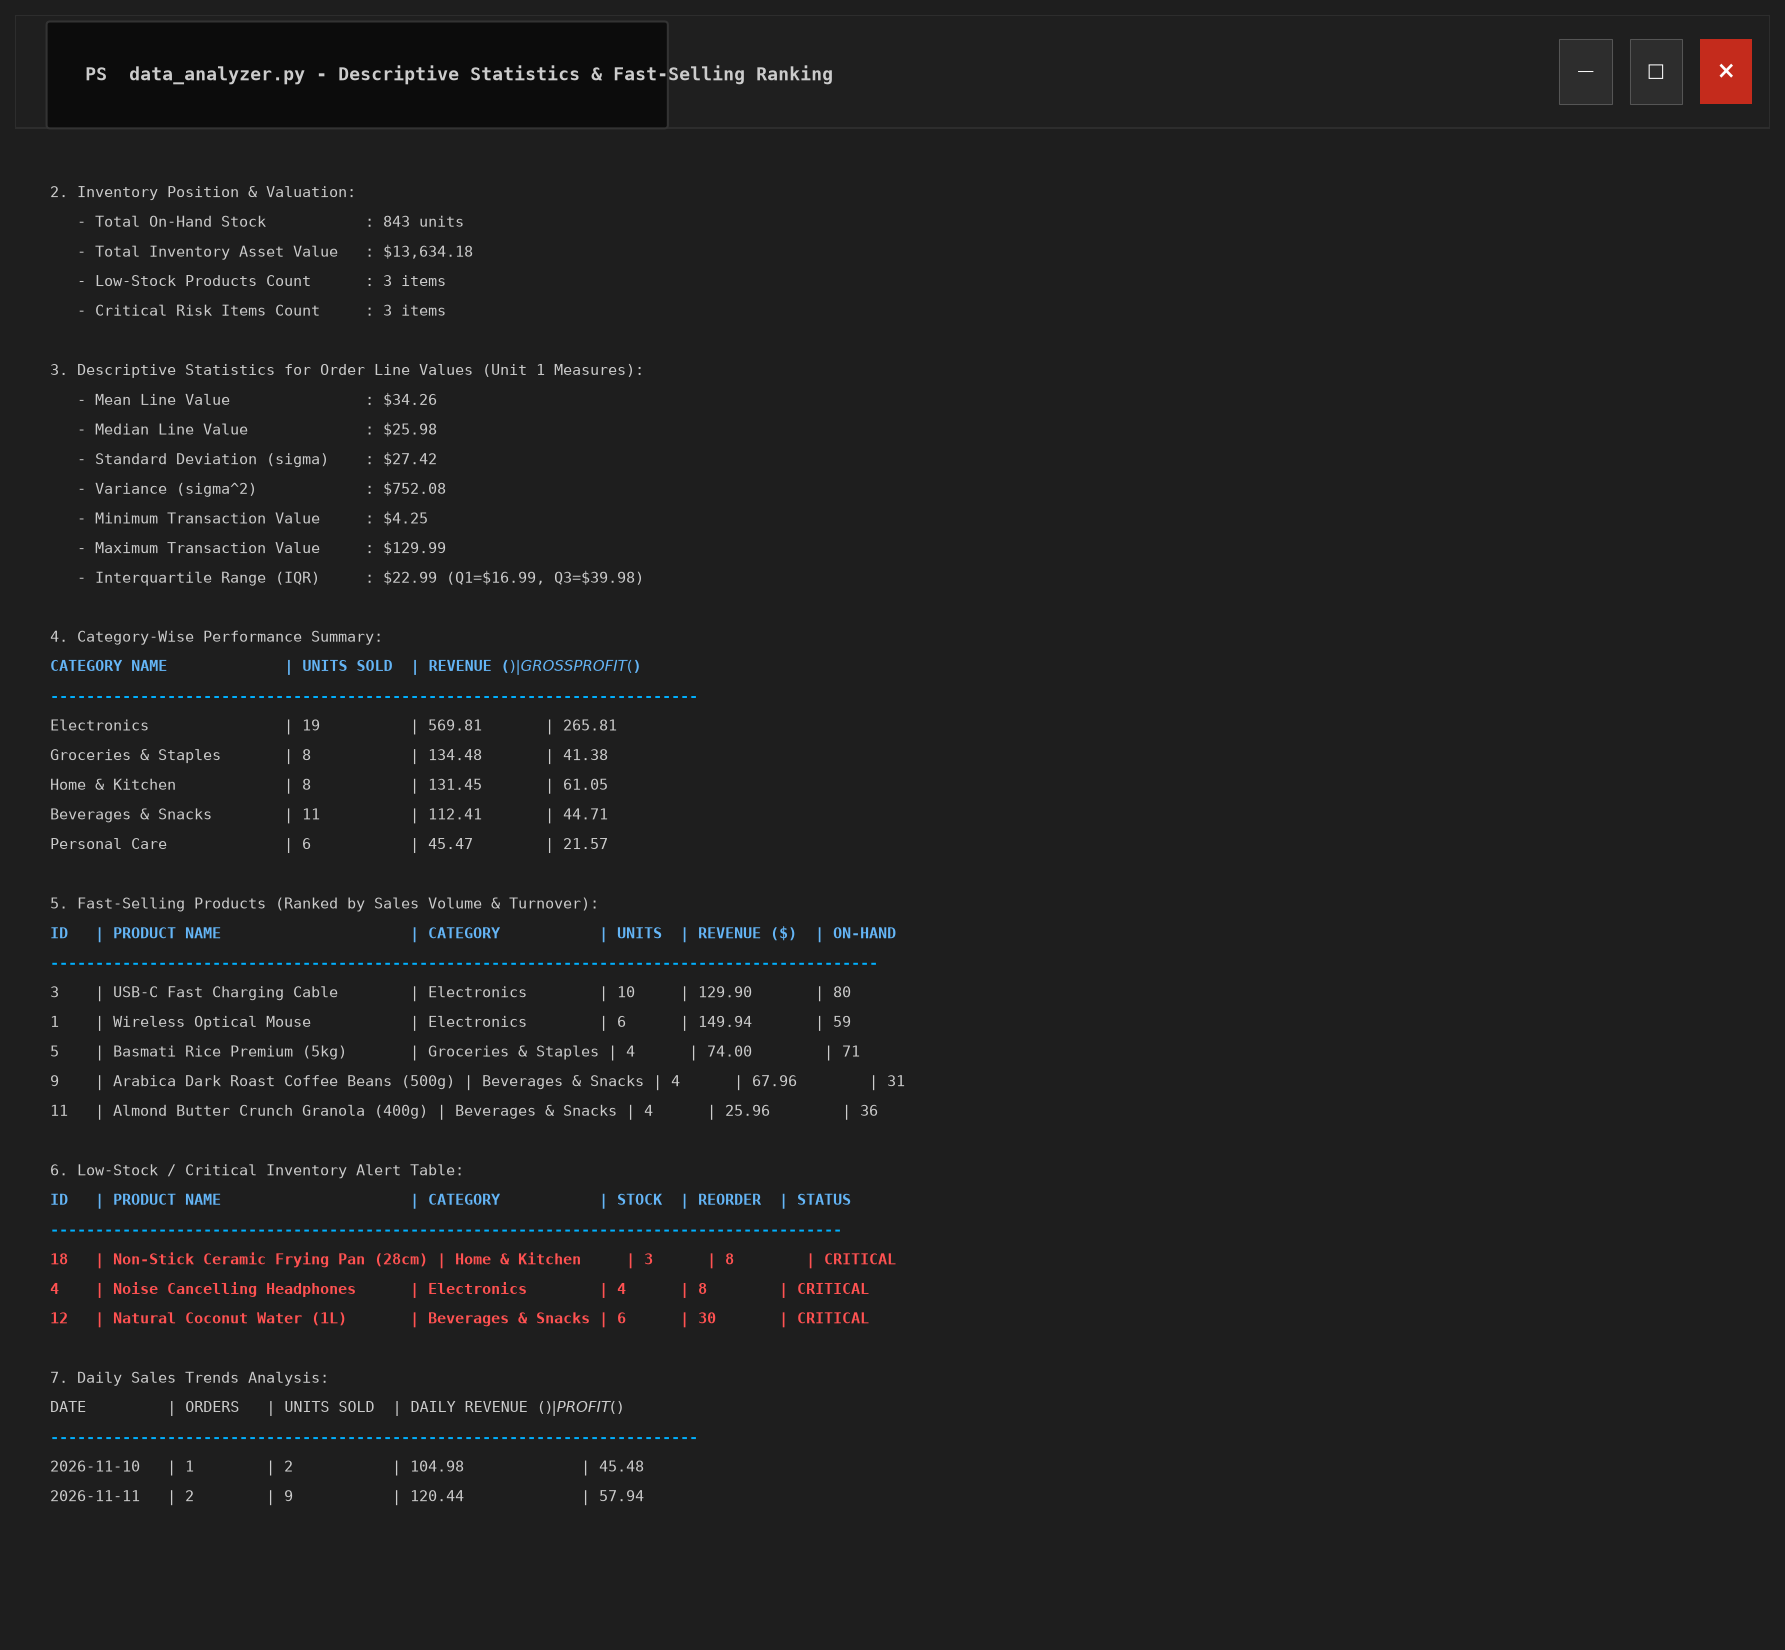 PS  data_analyzer.py - Descriptive Statistics & Fast-Selling Ranking
2. Inventory Position & Valuation:
   - Total On-Hand Stock           : 843 units
   - Total Inventory Asset Value   : $13,634.18
   - Low-Stock Products Count      : 3 items
   - Critical Risk Items Count     : 3 items
3. Descriptive Statistics for Order Line Values (Unit 1 Measures):
   - Mean Line Value               : $34.26
   - Median Line Value             : $25.98
   - Standard Deviation (sigma)    : $27.42
   - Variance (sigma^2)            : $752.08
   - Minimum Transaction Value     : $4.25
   - Maximum Transaction Value     : $129.99
   - Interquartile Range (IQR)     : $22.99 (Q1=$16.99, Q3=$39.98)
4. Category-Wise Performance Summary:
CATEGORY NAME             | UNITS SOLD  | REVENUE ()|GROSSPROFIT()
------------------------------------------------------------------------
Electronics               | 19          | 569.81       | 265.81
Groceries & Staples       | 8           | 134.48       | 41.38
Home & Kitchen            | 8           | 131.45       | 61.05
Beverages & Snacks        | 11          | 112.41       | 44.71
Personal Care             | 6           | 45.47        | 21.57
5. Fast-Selling Products (Ranked by Sales Volume & Turnover):
ID   | PRODUCT NAME                     | CATEGORY           | UNITS  | REVENUE ($)  | ON-HAND
--------------------------------------------------------------------------------------------
3    | USB-C Fast Charging Cable        | Electronics        | 10     | 129.90       | 80
1    | Wireless Optical Mouse           | Electronics        | 6      | 149.94       | 59
5    | Basmati Rice Premium (5kg)       | Groceries & Staples | 4      | 74.00        | 71
9    | Arabica Dark Roast Coffee Beans (500g) | Beverages & Snacks | 4      | 67.96        | 31
11   | Almond Butter Crunch Granola (400g) | Beverages & Snacks | 4      | 25.96        | 36
6. Low-Stock / Critical Inventory Alert Table:
ID   | PRODUCT NAME                     | CATEGORY           | STOCK  | REORDER  | STATUS
----------------------------------------------------------------------------------------
18   | Non-Stick Ceramic Frying Pan (28cm) | Home & Kitchen     | 3      | 8        | CRITICAL
4    | Noise Cancelling Headphones      | Electronics        | 4      | 8        | CRITICAL
12   | Natural Coconut Water (1L)       | Beverages & Snacks | 6      | 30       | CRITICAL
7. Daily Sales Trends Analysis:
DATE         | ORDERS   | UNITS SOLD  | DAILY REVENUE ()|PROFIT()
------------------------------------------------------------------------
2026-11-10   | 1        | 2           | 104.98             | 45.48
2026-11-11   | 2        | 9           | 120.44             | 57.94